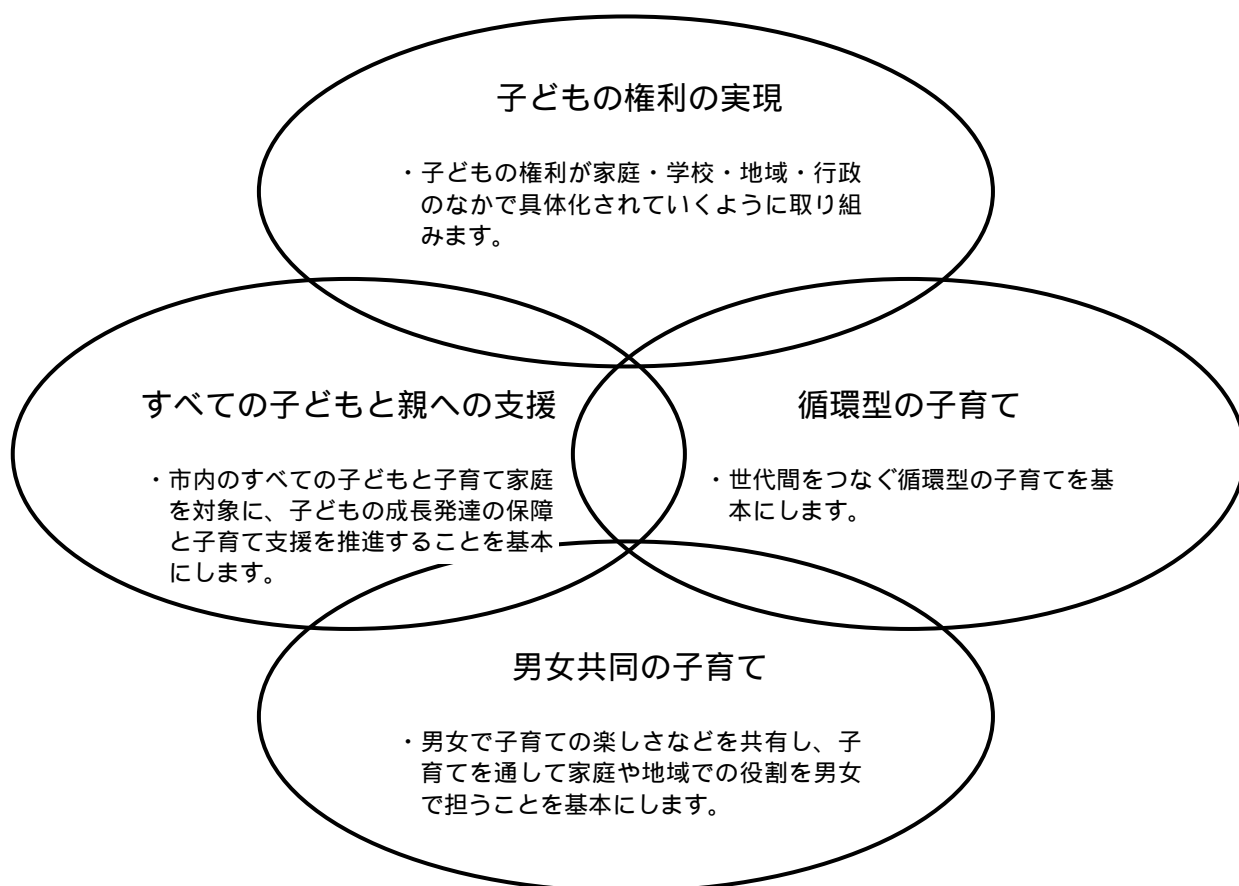 子どもの権利の実現
・子どもの権利が家庭・学校・地域・行政
のなかで具体化されていくように取り組
みます。
すべての子どもと親への支援
・市内のすべての子どもと子育て家庭
を対象に、子どもの成長発達の保障
と子育て支援を推進することを基本
にします。
循環型の子育て
・世代間をつなぐ循環型の子育てを基
本にします。
男女共同の子育て
・男女で子育ての楽しさなどを共有し、子
育てを通して家庭や地域での役割を男女
で担うことを基本にします。